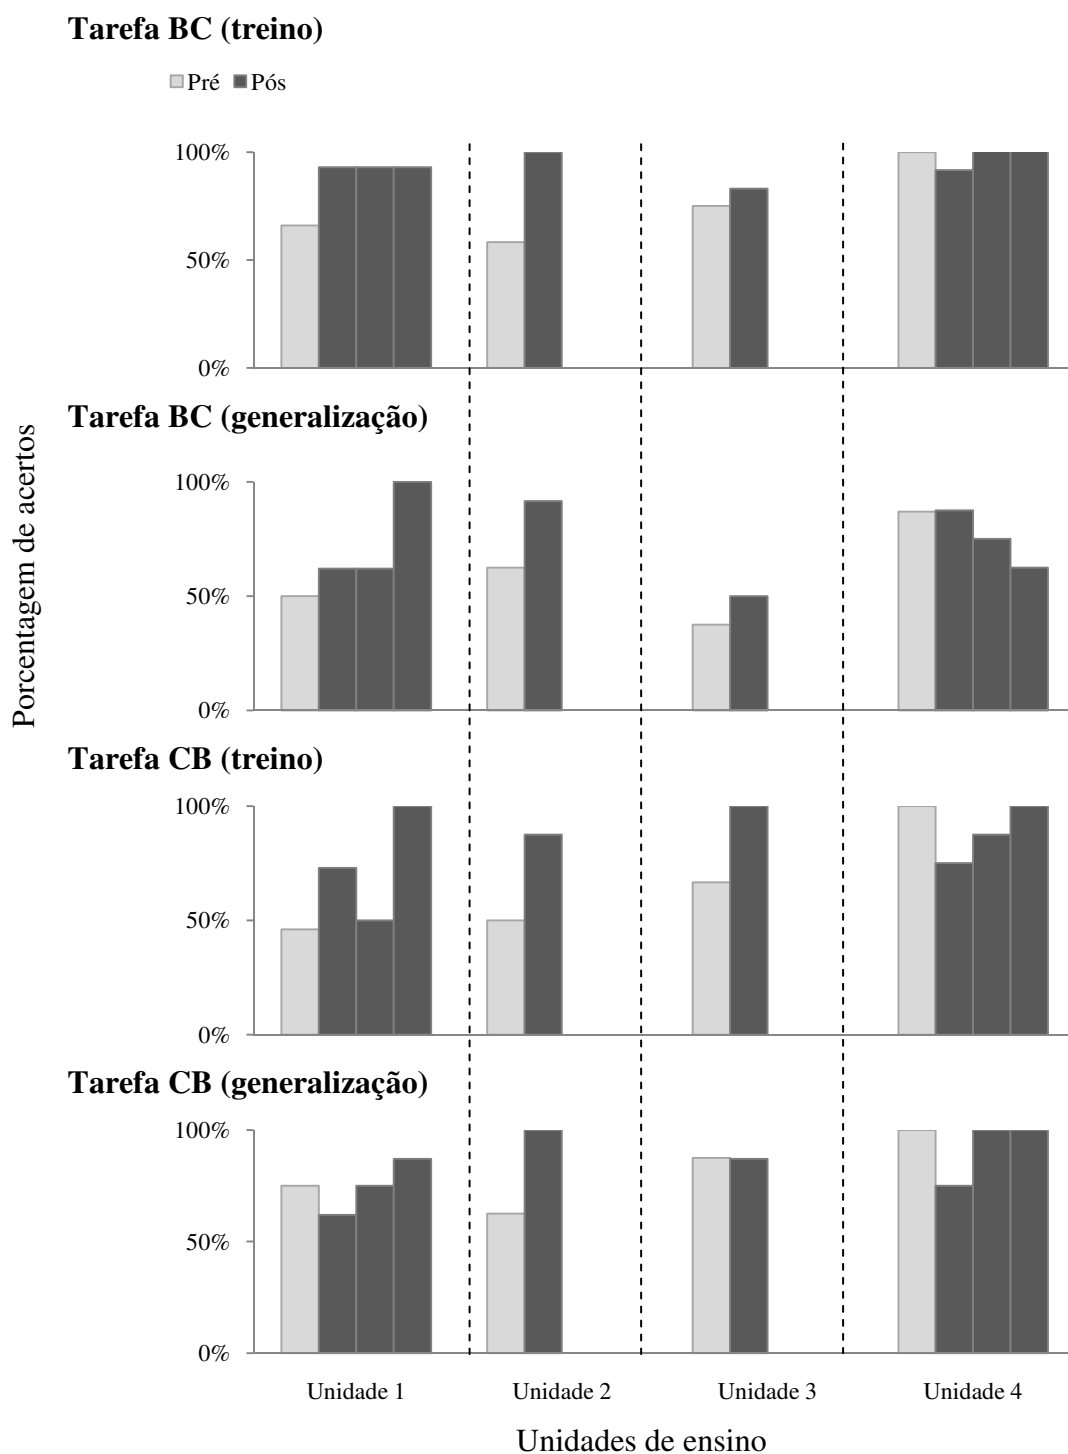 Tarefa BC (treino)
Pré Pós
100%
50%
0%
Tarefa BC (generalização)
100%
50%
0%
Tarefa CB (treino)
100%
50%
0%
Tarefa CB (generalização)
100%
50%
0%
Porcentagem de acertos
Unidade 1 Unidade 2 Unidade 3 Unidade 4
Unidades de ensino